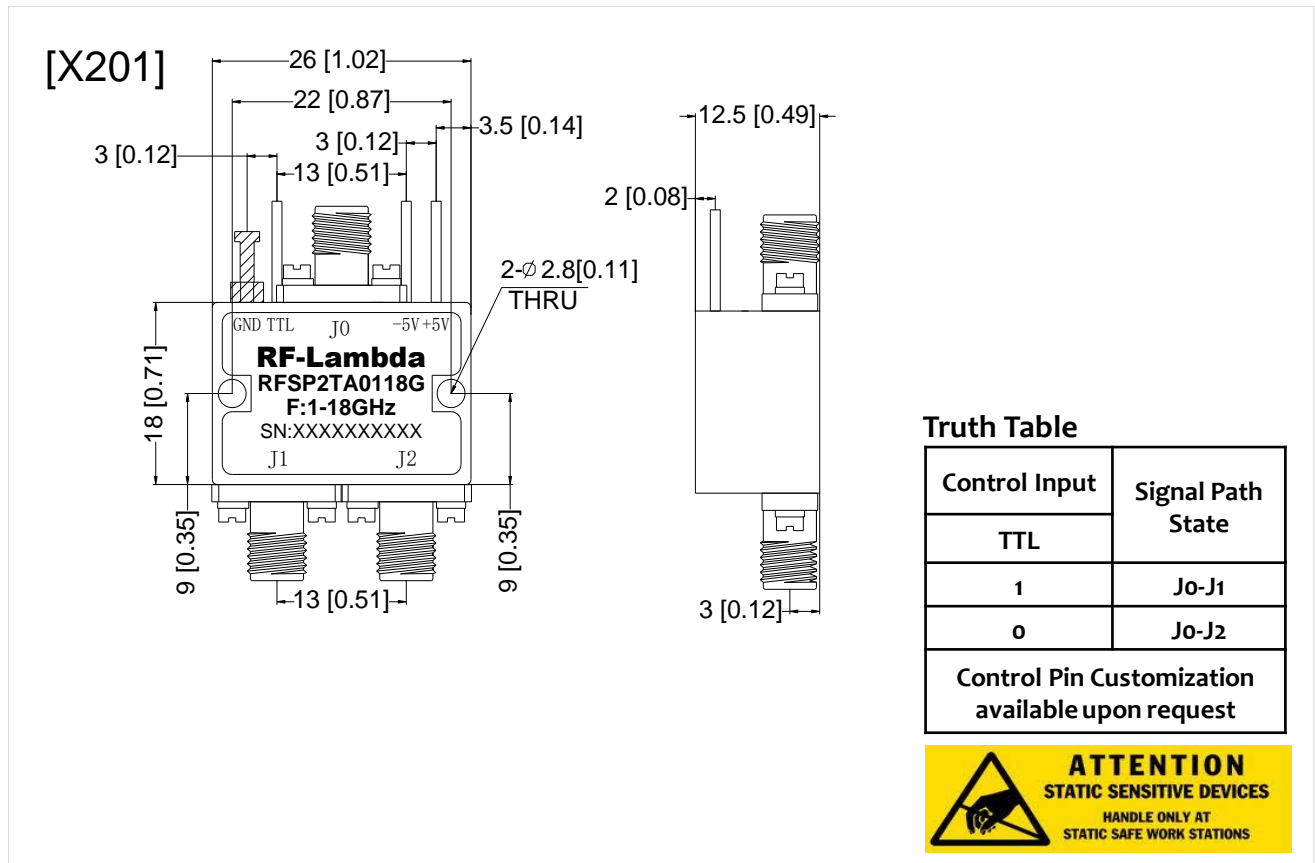 [X201]
26 [1.02]
22 [0.87]
3.5 [0.14]
3 [0.12]
3 [0.12]
13 [0.51]
2-∅2.8[0.11]
THRU
GND TTL J0 -5V +5V
RF-Lambda
RFSP2TA0118G
F:1-18GHz
SN:XXXXXXXXXX
J1 J2
18 [0.71]
9 [0.35]
9 [0.35]
13 [0.51]
12.5 [0.49]
2 [0.08]
3 [0.12]
Truth Table
Control Input
Signal Path
State
TTL
1 J0-J1
0 J0-J2
Control Pin Customization
available upon request
ATTENTION
STATIC SENSITIVE DEVICES
HANDLE ONLY AT
STATIC SAFE WORK STATIONS